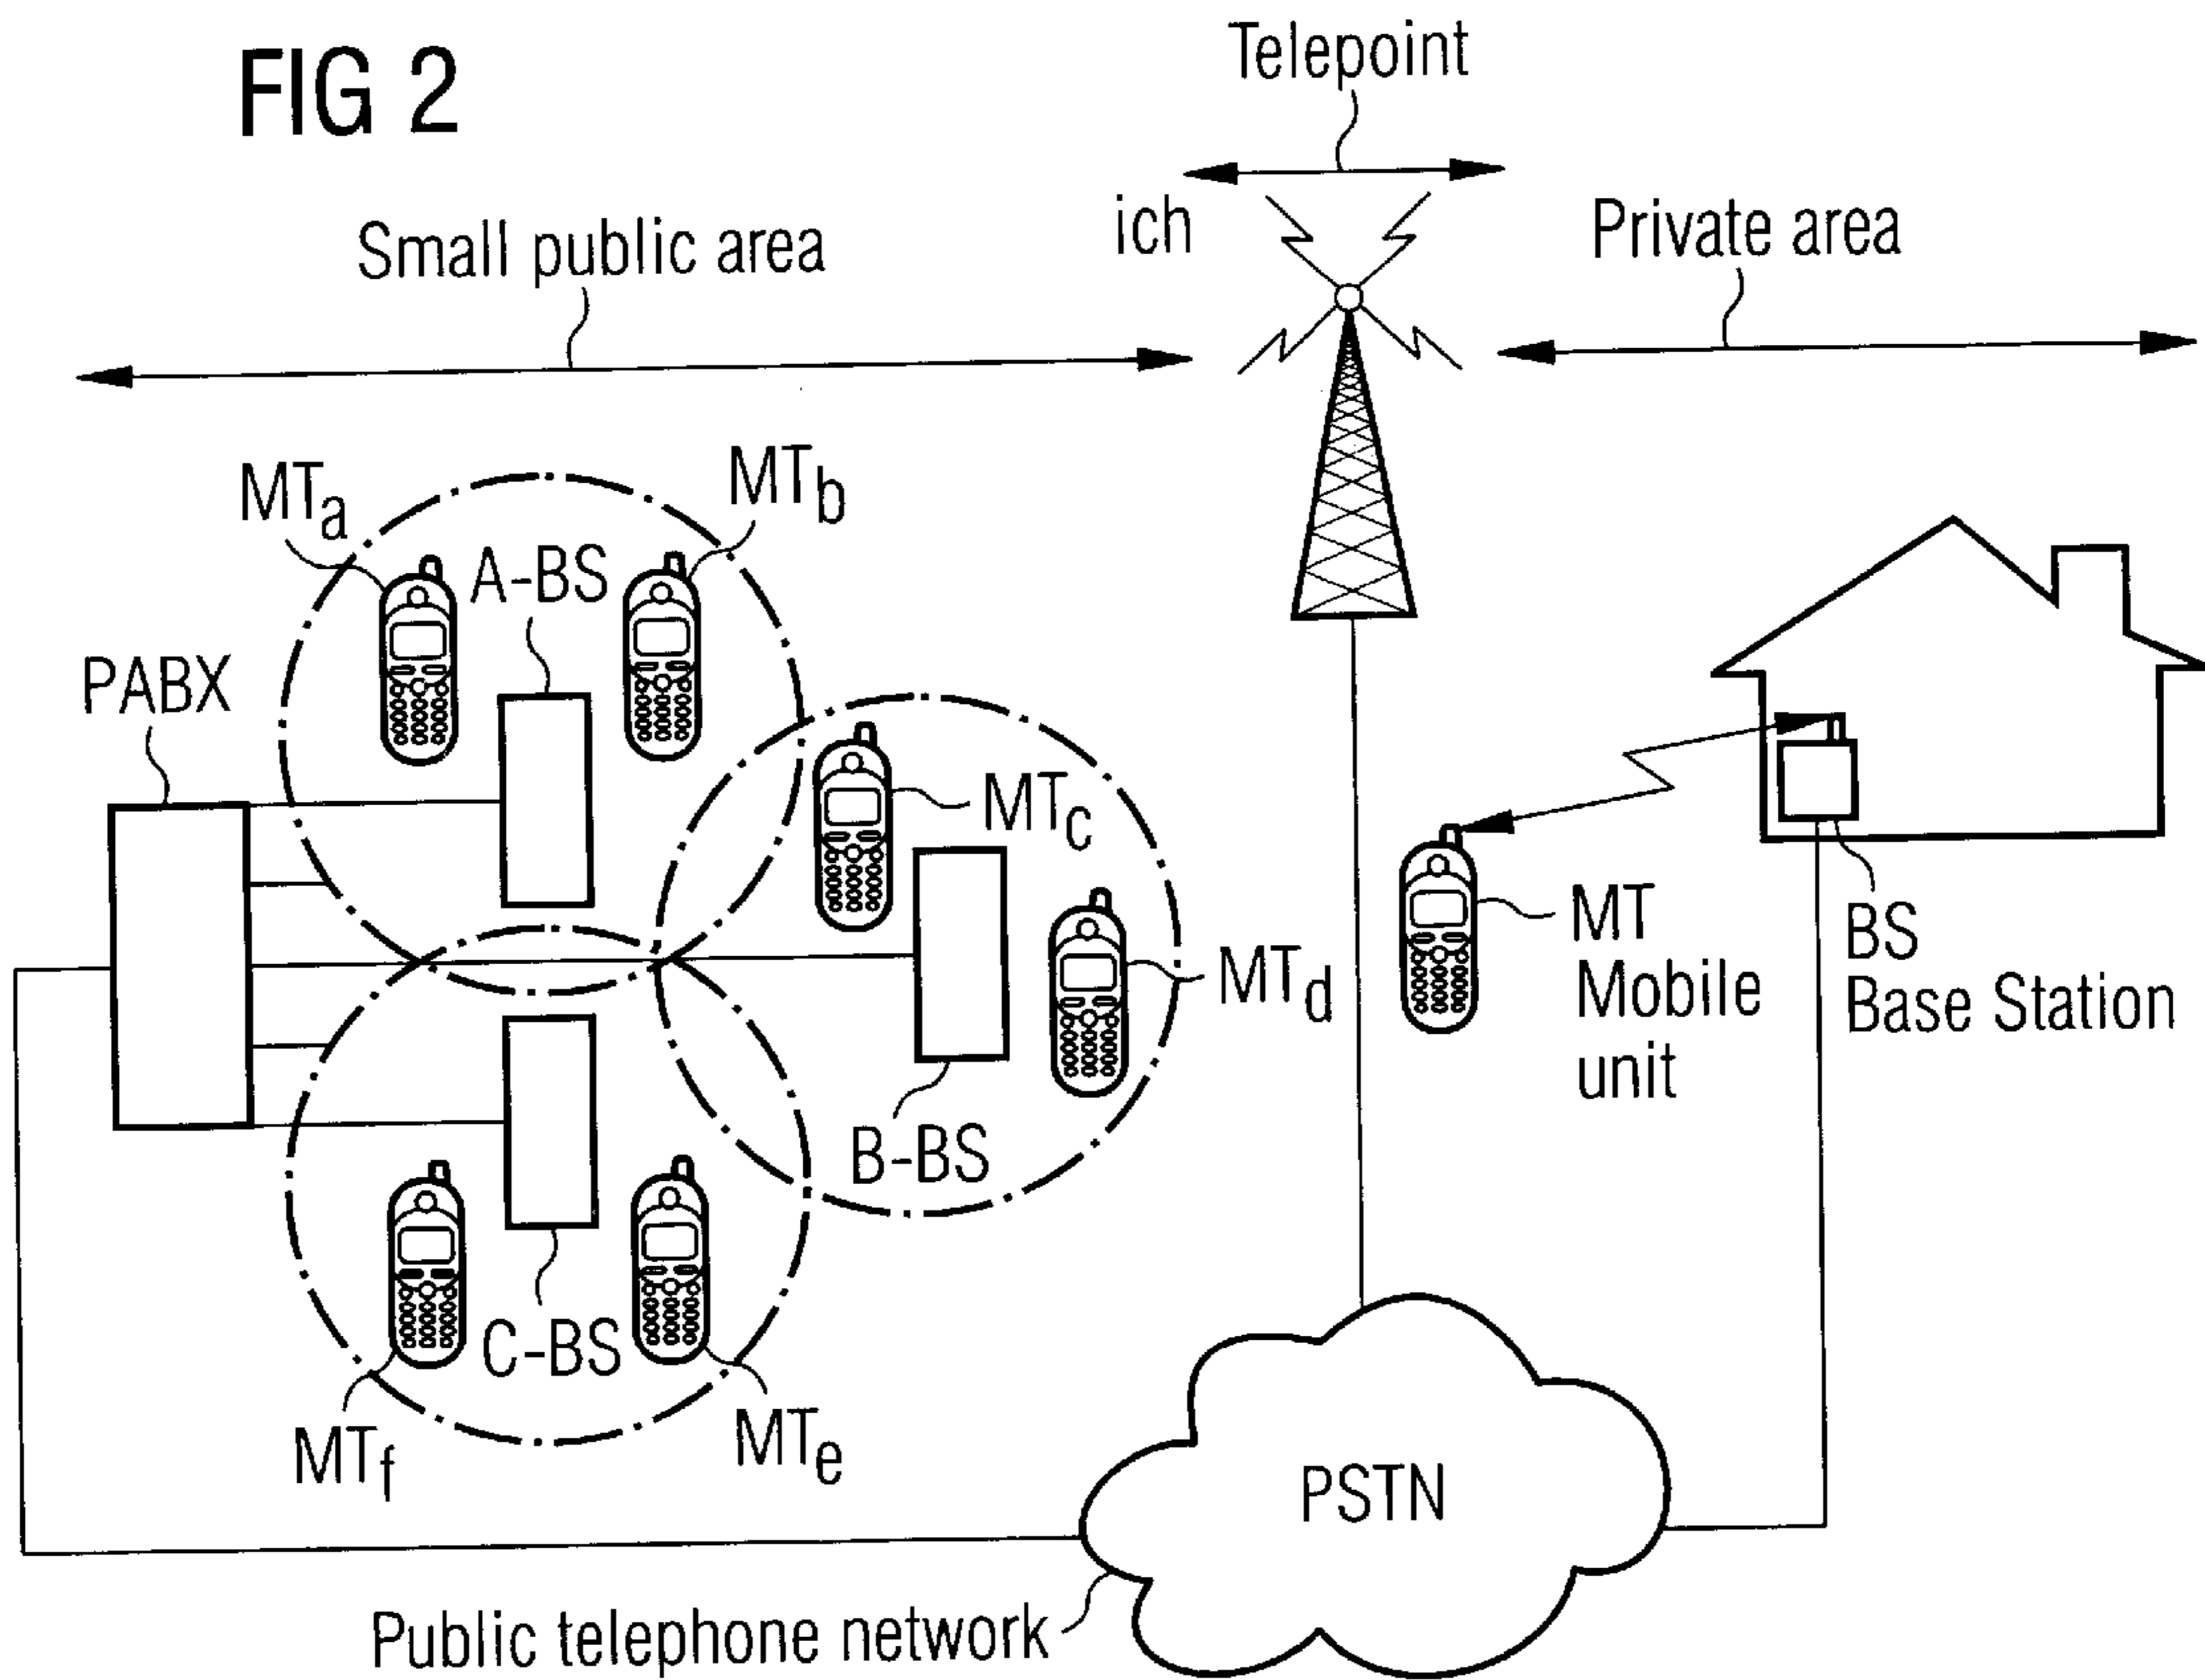 FIG 2
Telepoint
ich
Small public area
Private area
MTa
MTb
A-BS
PABX
MTc
MTd
MT
Mobile
unit
BS
Base Station
B-BS
C-BS
MTf
MTe
PSTN
Public telephone network